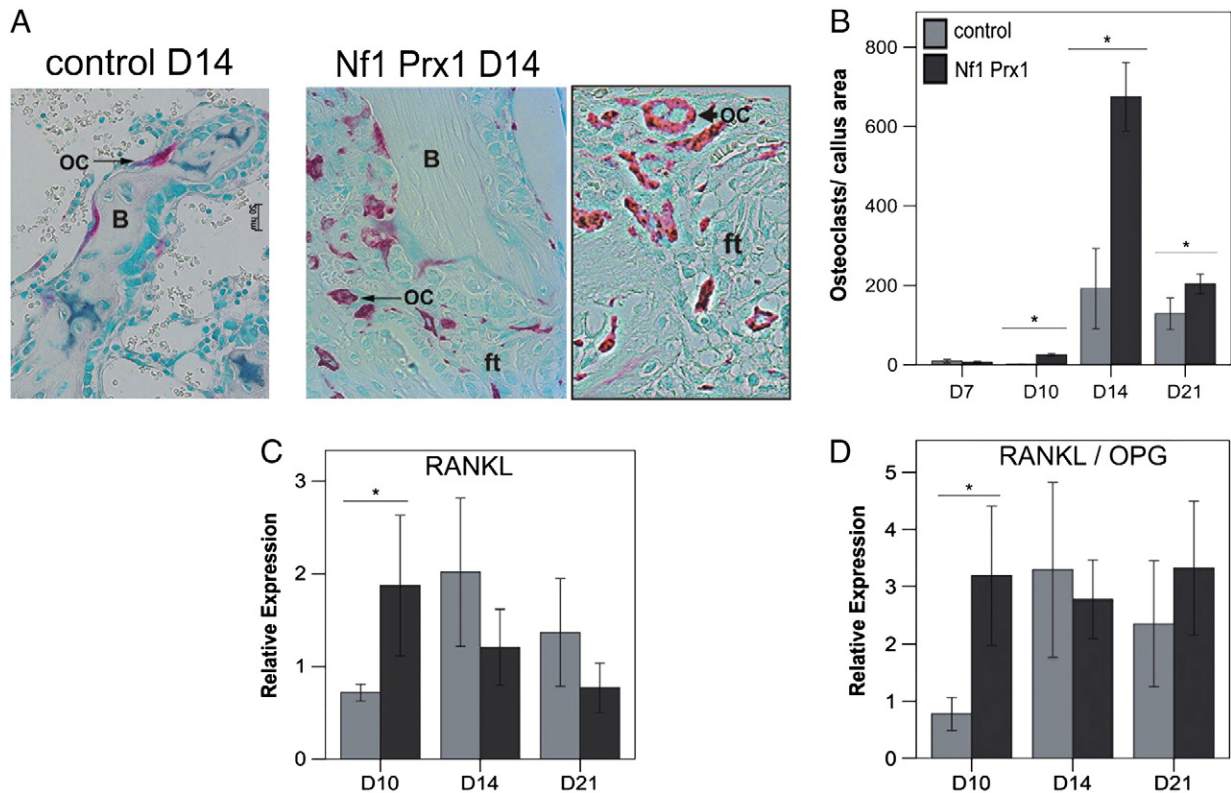 A
control D14
Nf1 Prx1 D14
oc
B
B
oc
ft
oc
ft
B
control
Nf1 Prx1
Osteoclasts/ callus area
800
600
400
200
0
*
*
*
D7
D10
D14
D21
C
RANKL
Relative Expression
3
2
1
0
*
D10
D14
D21
D
RANKL / OPG
Relative Expression
5
4
3
2
1
0
*
D10
D14
D21